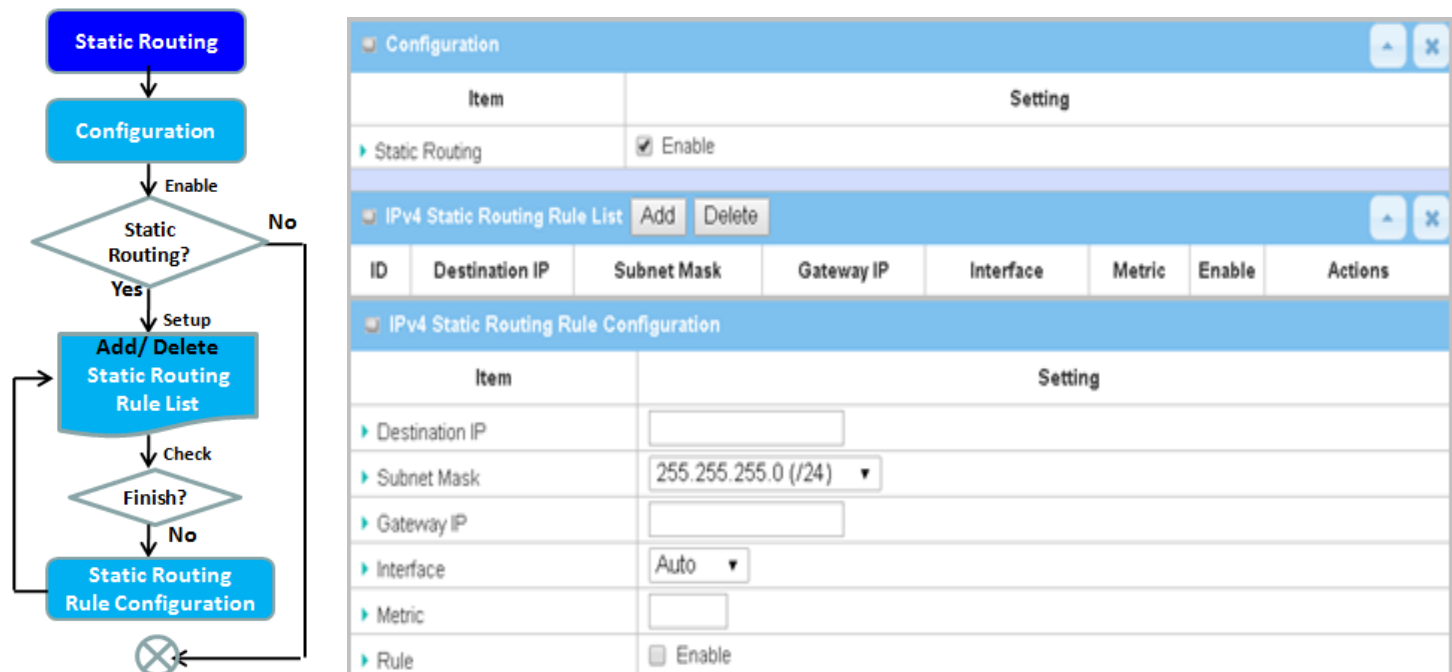 Static Routing
Configuration
Enable
Static
Routing?
No
Yes
Setup
Add/ Delete
Static Routing
Rule List
Check
Finish?
No
Static Routing
Rule Configuration
Configuration
Item Setting
Static Routing Enable
IPv4 Static Routing Rule List Add Delete
ID Destination IP Subnet Mask Gateway IP Interface Metric Enable Actions
IPv4 Static Routing Rule Configuration
Item Setting
Destination IP
Subnet Mask 255.255.255.0 (/24)
Gateway IP
Interface Auto
Metric
Rule Enable